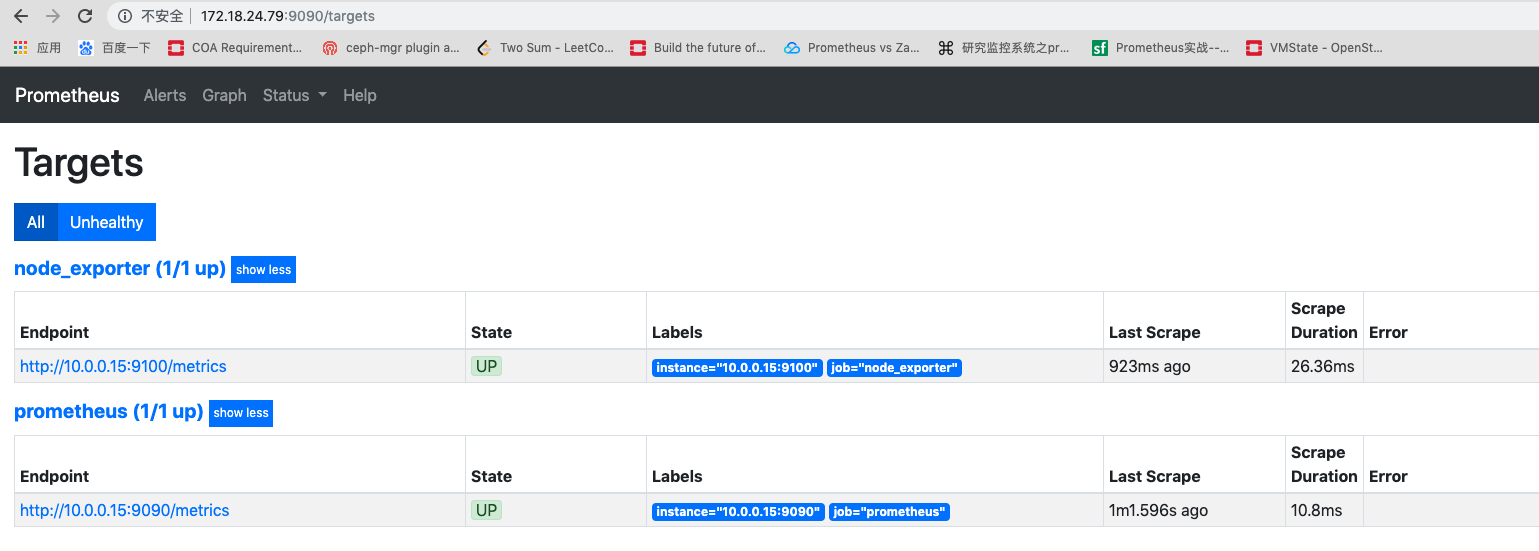 不安全 172.18.24.79:9090/targets
应用 百度一下 COA Requirement... ceph-mgr plugin a... Two Sum - LeetCo... Build the future of... Prometheus vs Za... 研究监控系统之pr... sf Prometheus实战--... VMState - OpenSt...
Prometheus Alerts Graph Status Help
Targets
All Unhealthy
node_exporter (1/1 up) show less
Endpoint State Labels Last Scrape Scrape Duration Error
http://10.0.0.15:9100/metrics UP instance="10.0.0.15:9100" job="node_exporter" 923ms ago 26.36ms
prometheus (1/1 up) show less
Endpoint State Labels Last Scrape Scrape Duration Error
http://10.0.0.15:9090/metrics UP instance="10.0.0.15:9090" job="prometheus" 1m1.596s ago 10.8ms